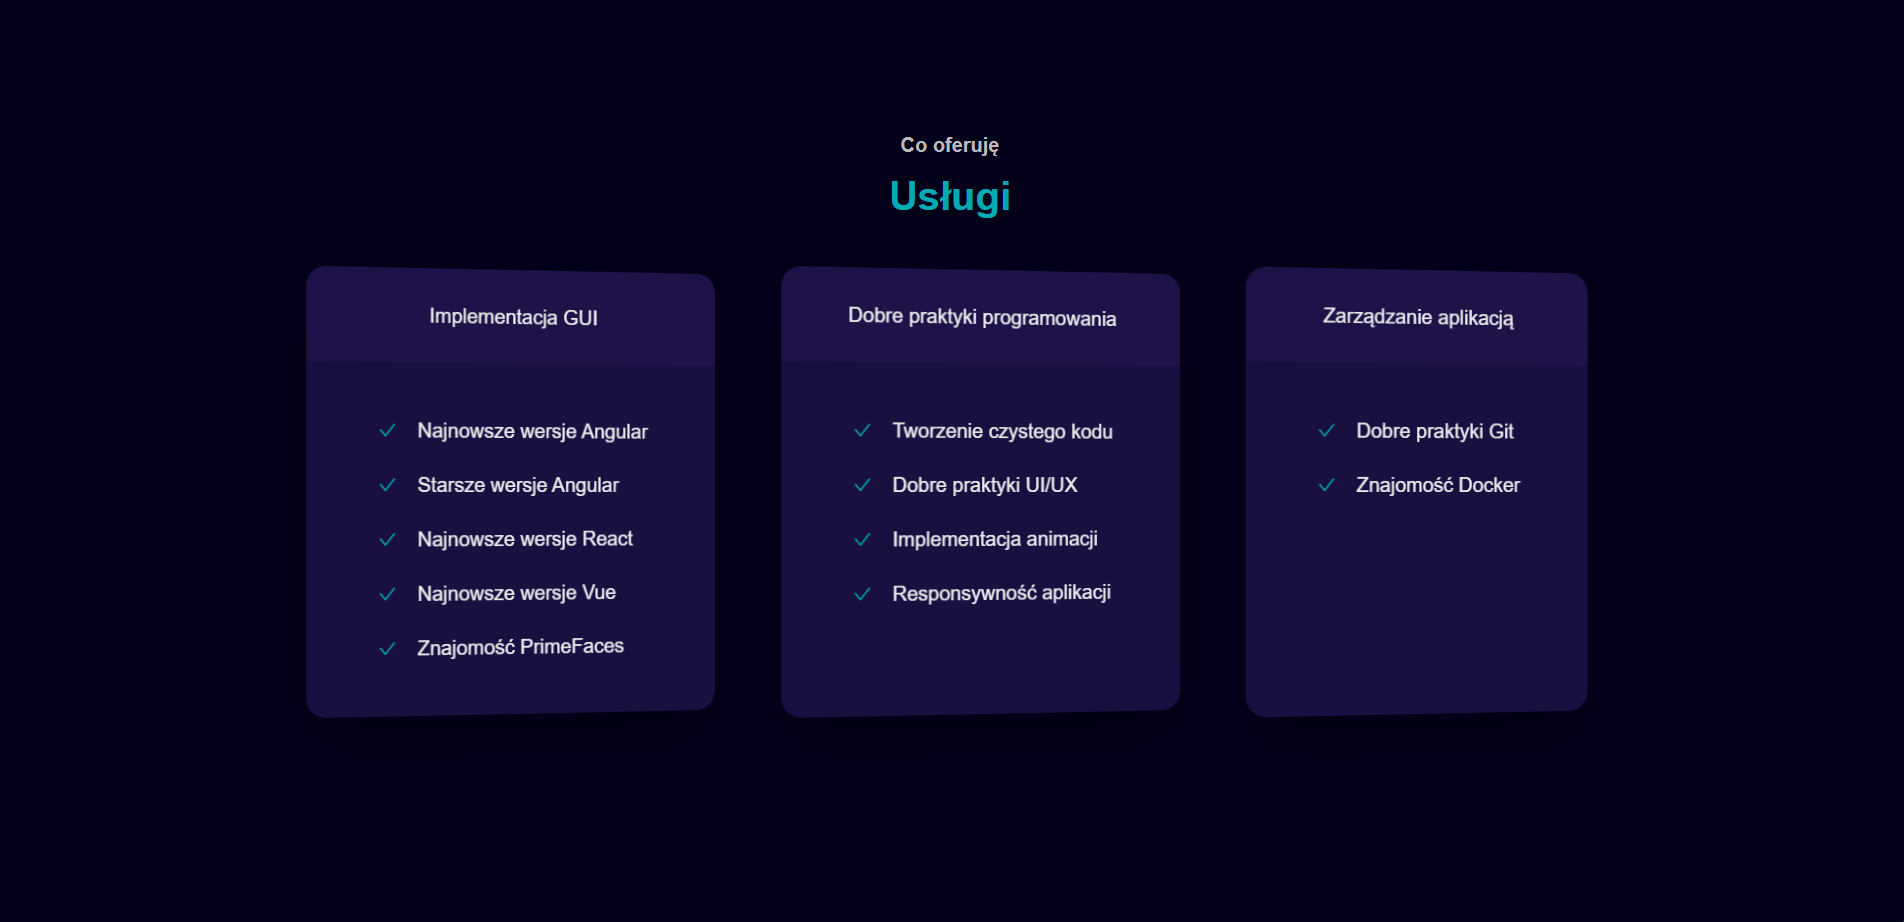 Co oferuję
Usługi
Implementacja GUI
Najnowsze wersje Angular
Starsze wersje Angular
Najnowsze wersje React
Najnowsze wersje Vue
Znajomość PrimeFaces
Dobre praktyki programowania
Tworzenie czystego kodu
Dobre praktyki UI/UX
Implementacja animacji
Responsywność aplikacji
Zarządzanie aplikacją
Dobre praktyki Git
Znajomość Docker